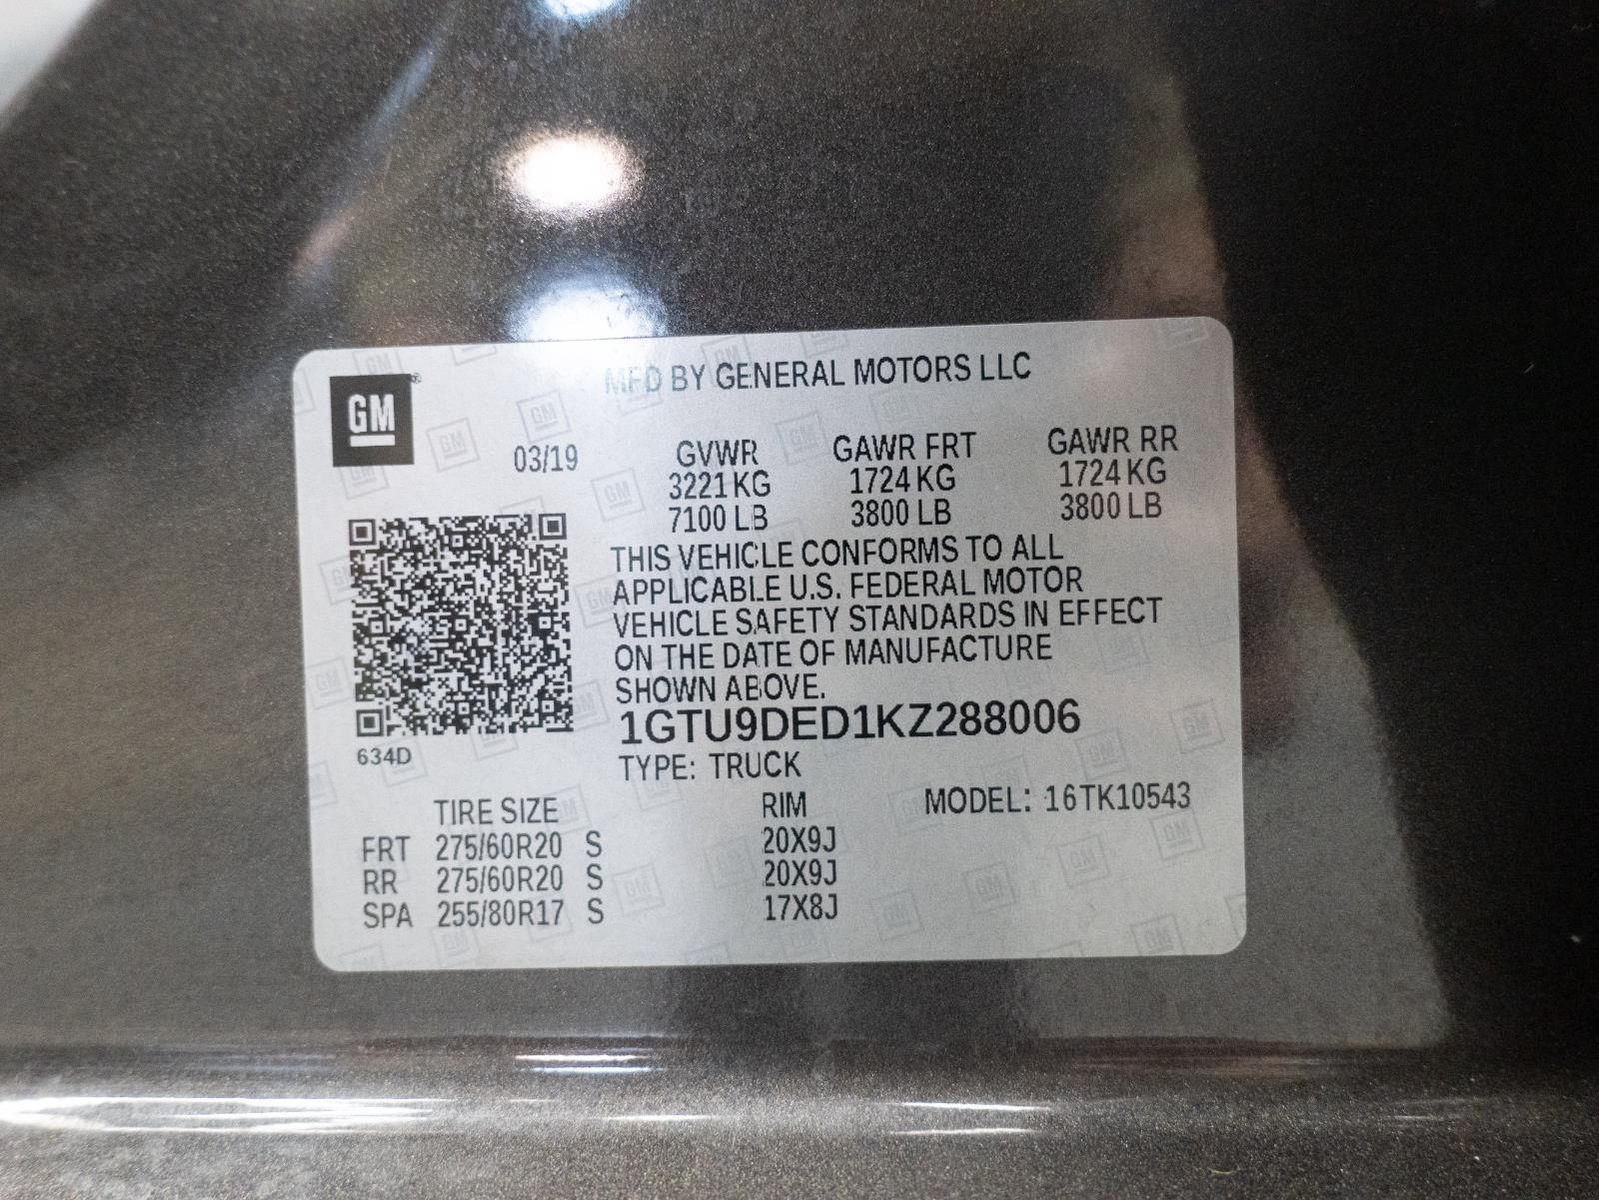 GM
MFD BY GENERAL MOTORS LLC
03/19 GVWR GAWR FRT GAWR RR
3221 KG 1724 KG 1724 KG
7100 LB 3800 LB 3800 LB
THIS VEHICLE CONFORMS TO ALL
APPLICABLE U.S. FEDERAL MOTOR
VEHICLE SAFETY STANDARDS IN EFFECT
ON THE DATE OF MANUFACTURE
SHOWN ABOVE.
1GTU9DED1KZ288006
634D
TYPE: TRUCK
TIRE SIZE RIM MODEL: 16TK10543
FRT 275/60R20 S 20X9J
RR 275/60R20 S 20X9J
SPA 255/80R17 S 17X8J